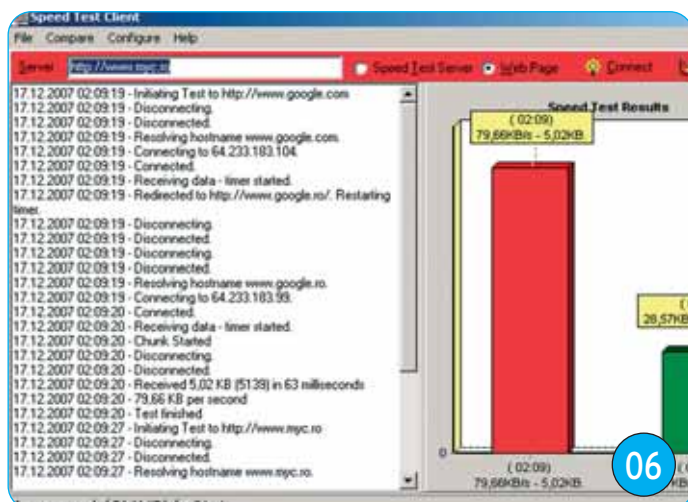 Speed Test Client
File Compare Configure Help
Server http://www.myc.ro Speed Test Server Web Page Connect
17.12.2007 02:09:19 - Initiating Test to http://www.google.com
17.12.2007 02:09:19 - Disconnecting.
17.12.2007 02:09:19 - Disconnected.
17.12.2007 02:09:19 - Resolving hostname www.google.com.
17.12.2007 02:09:19 - Connecting to 64.233.183.104.
17.12.2007 02:09:19 - Connected.
17.12.2007 02:09:19 - Receiving data - timer started.
17.12.2007 02:09:19 - Redirected to http://www.google.ro/. Restarting
timer.
17.12.2007 02:09:19 - Disconnecting.
17.12.2007 02:09:19 - Disconnected.
17.12.2007 02:09:19 - Disconnecting.
17.12.2007 02:09:19 - Disconnected.
17.12.2007 02:09:19 - Resolving hostname www.google.ro.
17.12.2007 02:09:19 - Connecting to 64.233.183.99.
17.12.2007 02:09:20 - Connected.
17.12.2007 02:09:20 - Receiving data - timer started.
17.12.2007 02:09:20 - Chunk Started
17.12.2007 02:09:20 - Disconnecting.
17.12.2007 02:09:20 - Disconnected.
17.12.2007 02:09:20 - Received 5,02 KB (5139) in 63 milliseconds
17.12.2007 02:09:20 - 79,66 KB per second
17.12.2007 02:09:20 - Test finished
17.12.2007 02:09:27 - Initiating Test to http://www.myc.ro
17.12.2007 02:09:27 - Disconnecting.
17.12.2007 02:09:27 - Disconnected.
17.12.2007 02:09:27 - Resolving hostname www.myc.ro.
Speed Test Results
( 02:09)
79,66KB/s - 5,02KB
28,57KB
0
( 02:09)
79,66KB/s - 5,02KB
06